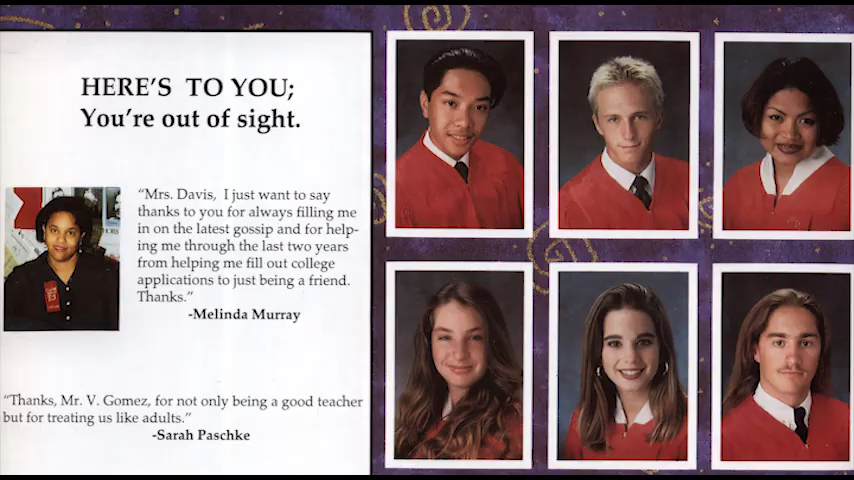 HERE'S TO YOU;
You're out of sight.
"Mrs. Davis, I just want to say
thanks to you for always filling me
in on the latest gossip and for help-
ing me through the last two years
from helping me fill out college
applications to just being a friend.
Thanks."
-Melinda Murray
"Thanks, Mr. V. Gomez, for not only being a good teacher
but for treating us like adults."
-Sarah Paschke